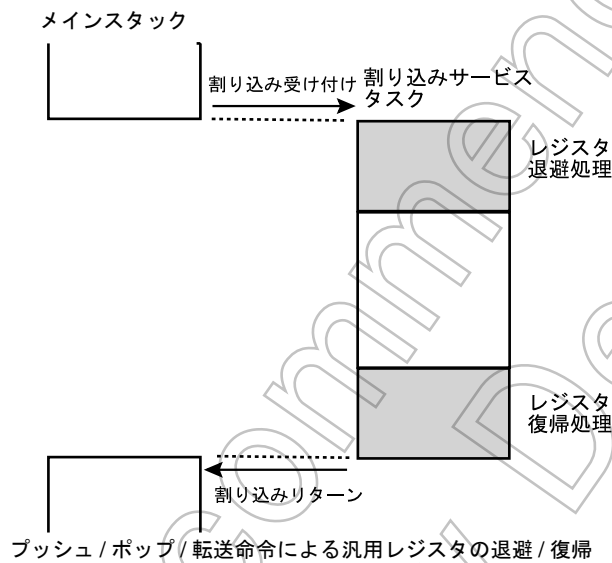 メインスタック
割り込み受け付け
割り込みサービス
タスク
レジスタ
退避処理
レジスタ
復帰処理
割り込みリターン
プッシュ / ポップ / 転送命令による汎用レジスタの退避 / 復帰